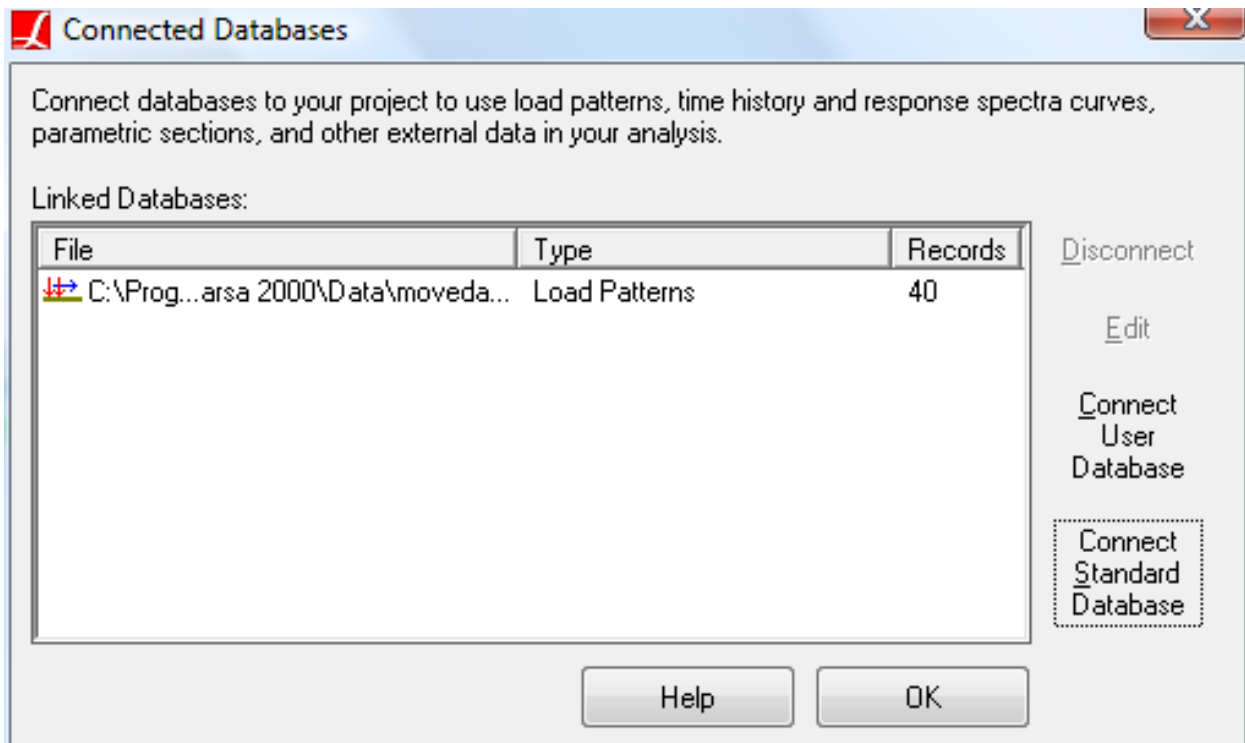 Connected Databases
Connect databases to your project to use load patterns, time history and response spectra curves,
parametric sections, and other external data in your analysis.
Linked Databases:
File Type Records
C:\Prog...arsa 2000\Data\moveda... Load Patterns 40
Disconnect
Edit
Connect
User
Database
Connect
Standard
Database
Help OK